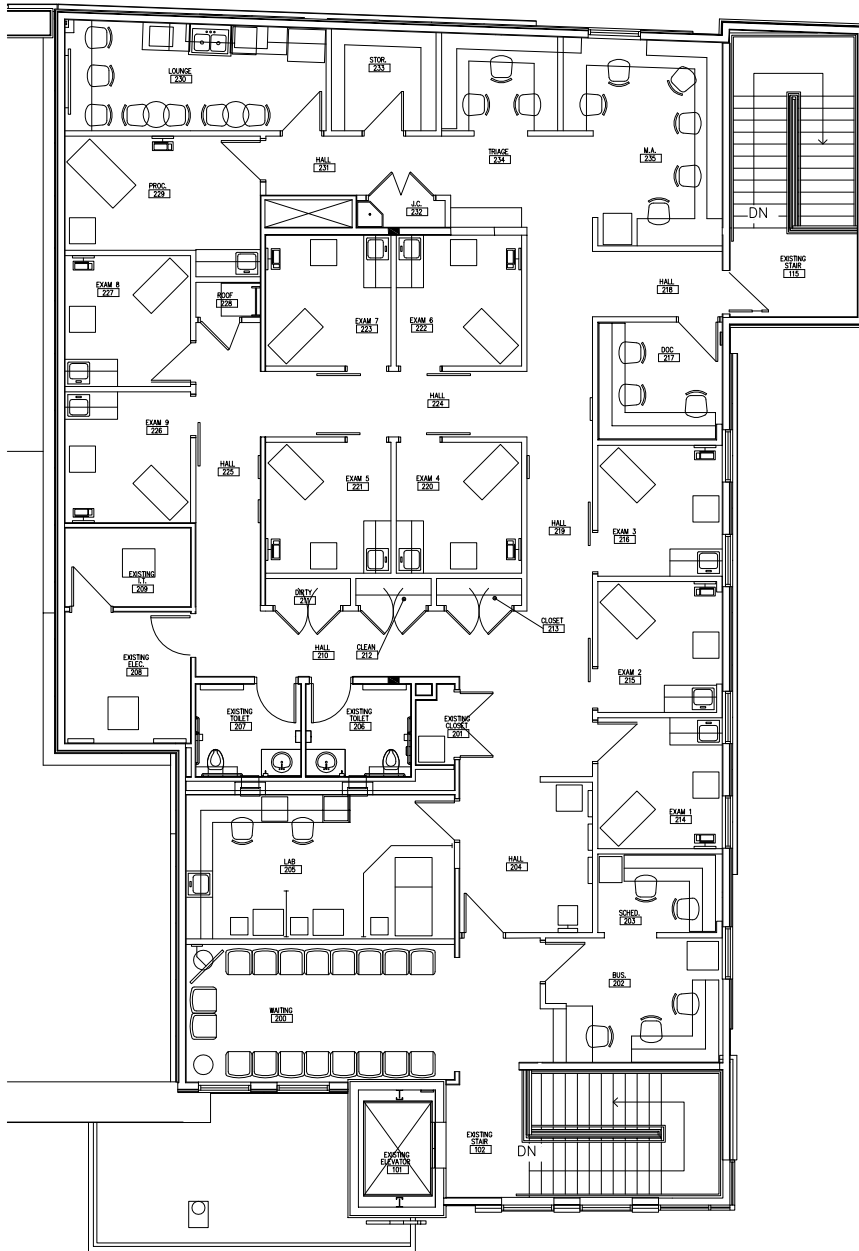 LOUNGE
230
STOR.
233
TRIAGE
234
M.A.
235
HALL
231
PROC.
229
J.C.
232
DN
EXISTING
STAIR
115
EXAM 8
227
ROOF
228
EXAM 7
223
EXAM 6
222
HALL
218
DOC
217
HALL
224
EXAM 9
226
HALL
225
EXAM 5
221
EXAM 4
220
HALL
219
EXAM 3
216
EXISTING
I.T.
209
DIRTY
211
CLOSET
213
HALL
210
CLEAN
212
EXISTING
ELEC.
208
EXAM 2
215
EXISTING
TOILET
207
EXISTING
TOILET
206
EXISTING
CLOSET
201
EXAM 1
214
LAB
205
HALL
204
SCHED.
203
BUS.
202
WAITING
200
EXISTING
STAIR
102
DN
EXISTING
ELEVATOR
101